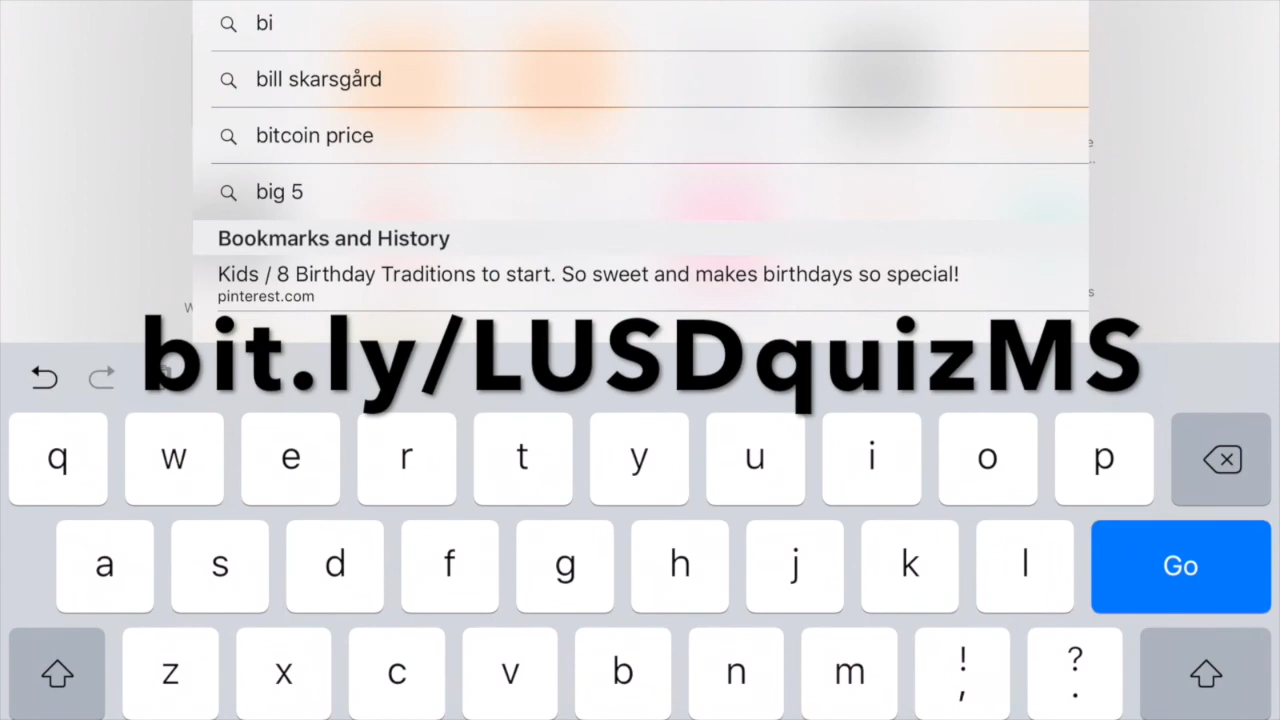 bi
bill skarsgård
bitcoin price
big 5
Bookmarks and History
Kids / 8 Birthday Traditions to start. So sweet and makes birthdays so special!
pinterest.com
bit.ly/LUSDquizMS
q w e r t y u i o p
a s d f g h j k l Go
z x c v b n m ! ?
, .